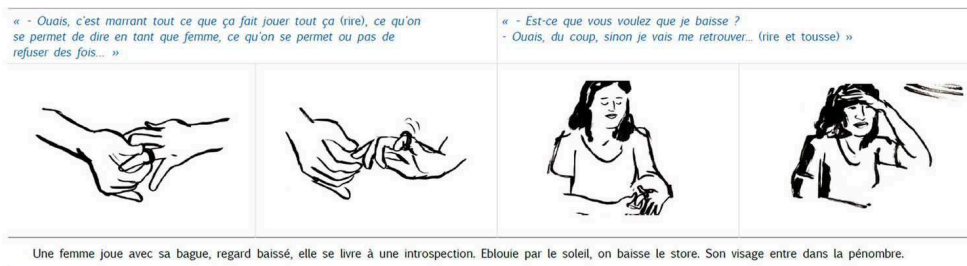 « - Ouais, c'est marrant tout ce que ça fait jouer tout ça (rire), ce qu'on
se permet de dire en tant que femme, ce qu'on se permet ou pas de
refuser des fois... »
« - Est-ce que vous voulez que je baisse ?
- Ouais, du coup, sinon je vais me retrouver... (rire et tousse) »
Une femme joue avec sa bague, regard baissé, elle se livre à une introspection. Eblouie par le soleil, on baisse le store. Son visage entre dans la pénombre.